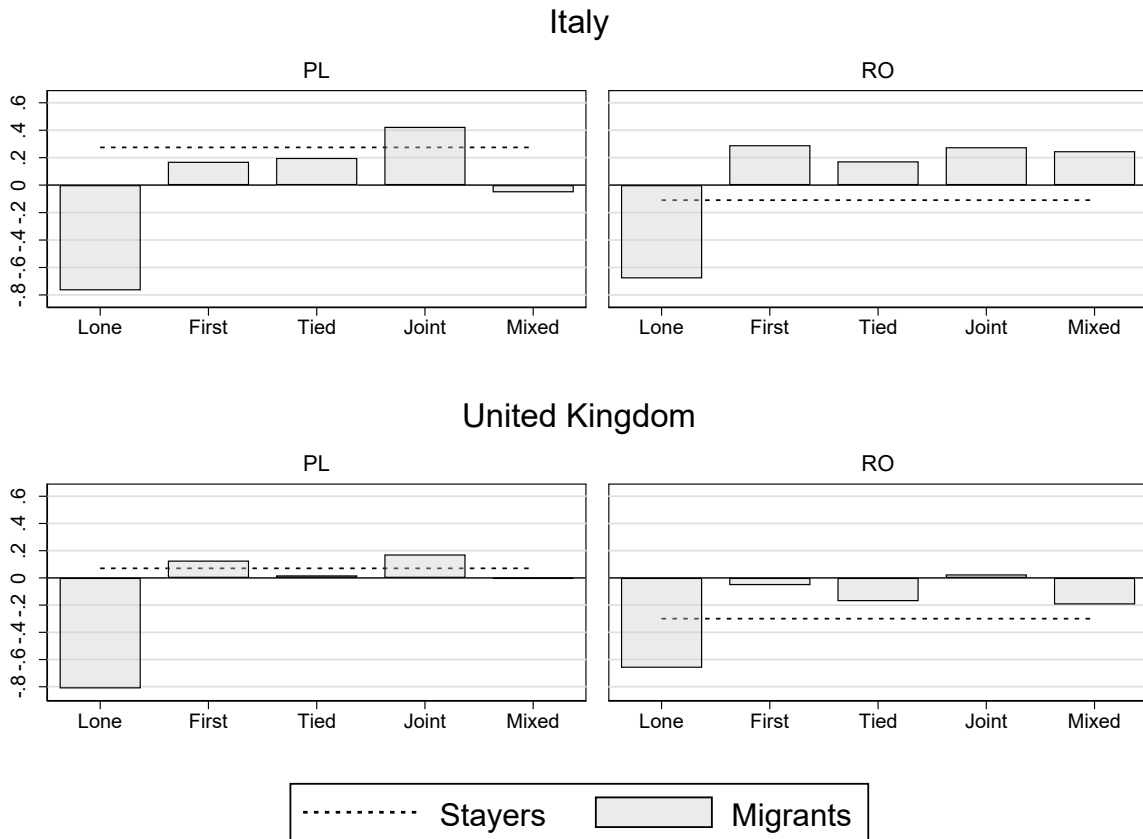 Italy
PL RO
.6
.4
.2
0
-.2
-.4
-.6
-.8
Lone First Tied Joint Mixed Lone First Tied Joint Mixed
United Kingdom
PL RO
.6
.4
.2
0
-.2
-.4
-.6
-.8
Lone First Tied Joint Mixed Lone First Tied Joint Mixed
Stayers Migrants